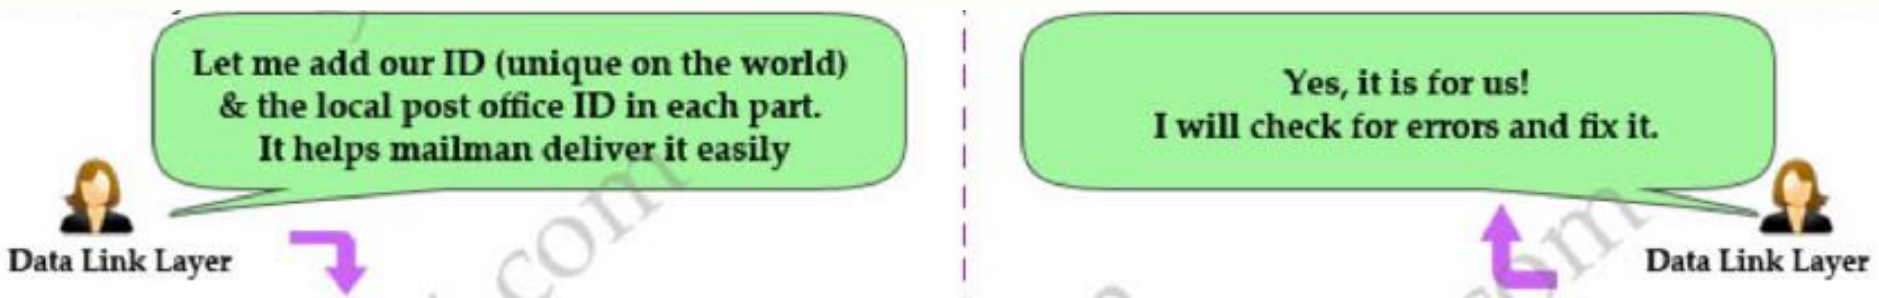 Let me add our ID (unique on the world)
& the local post office ID in each part.
It helps mailman deliver it easily
Data Link Layer
Yes, it is for us!
I will check for errors and fix it.
Data Link Layer
.com
com